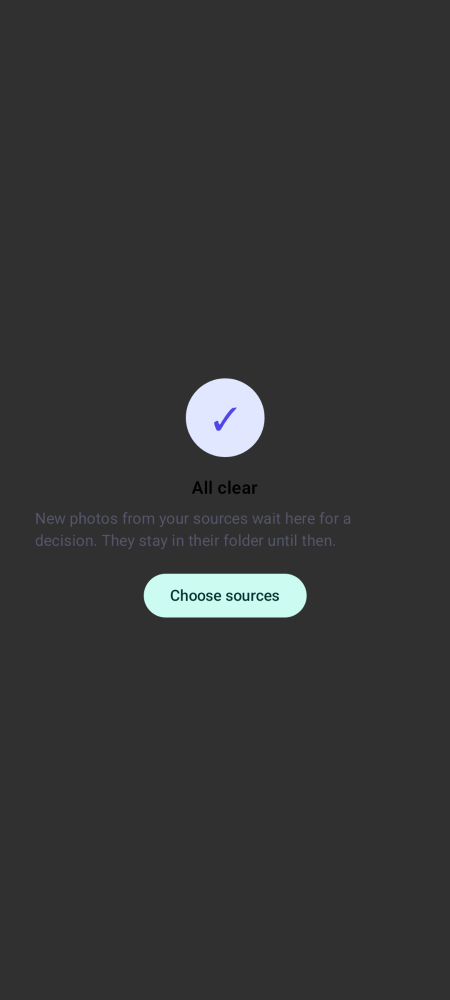 All clear
New photos from your sources wait here for a
decision. They stay in their folder until then.
Choose sources